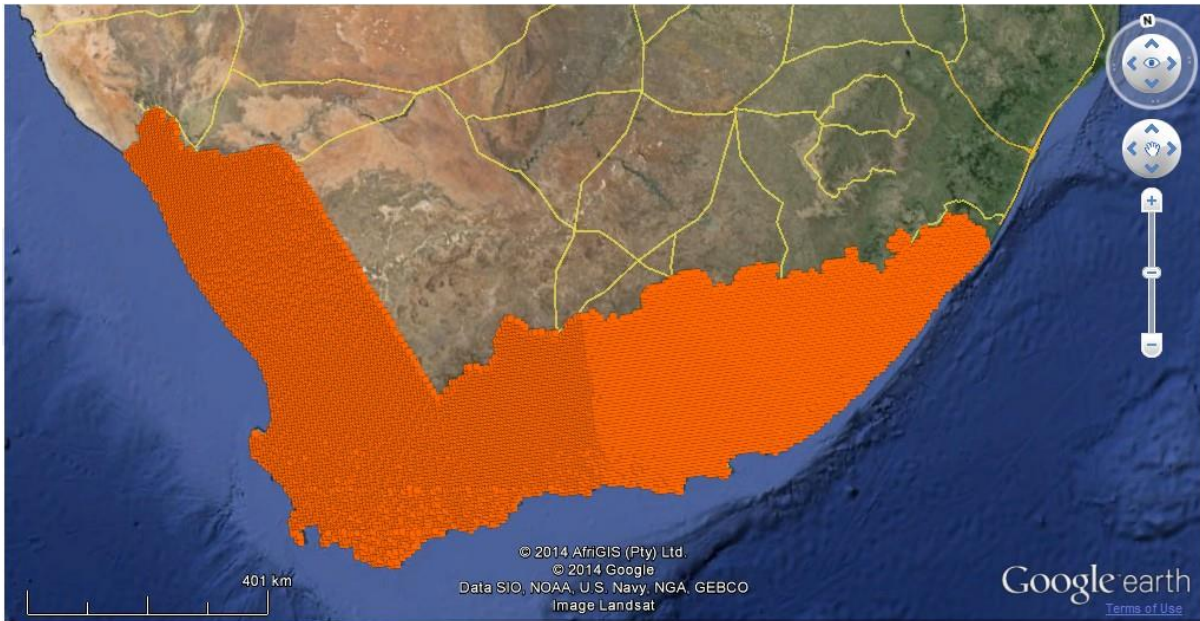 N
401 km
© 2014 AfriGIS (Pty) Ltd.
© 2014 Google
Data SIO, NOAA, U.S. Navy, NGA, GEBCO
Image Landsat
Google earth
Terms of Use